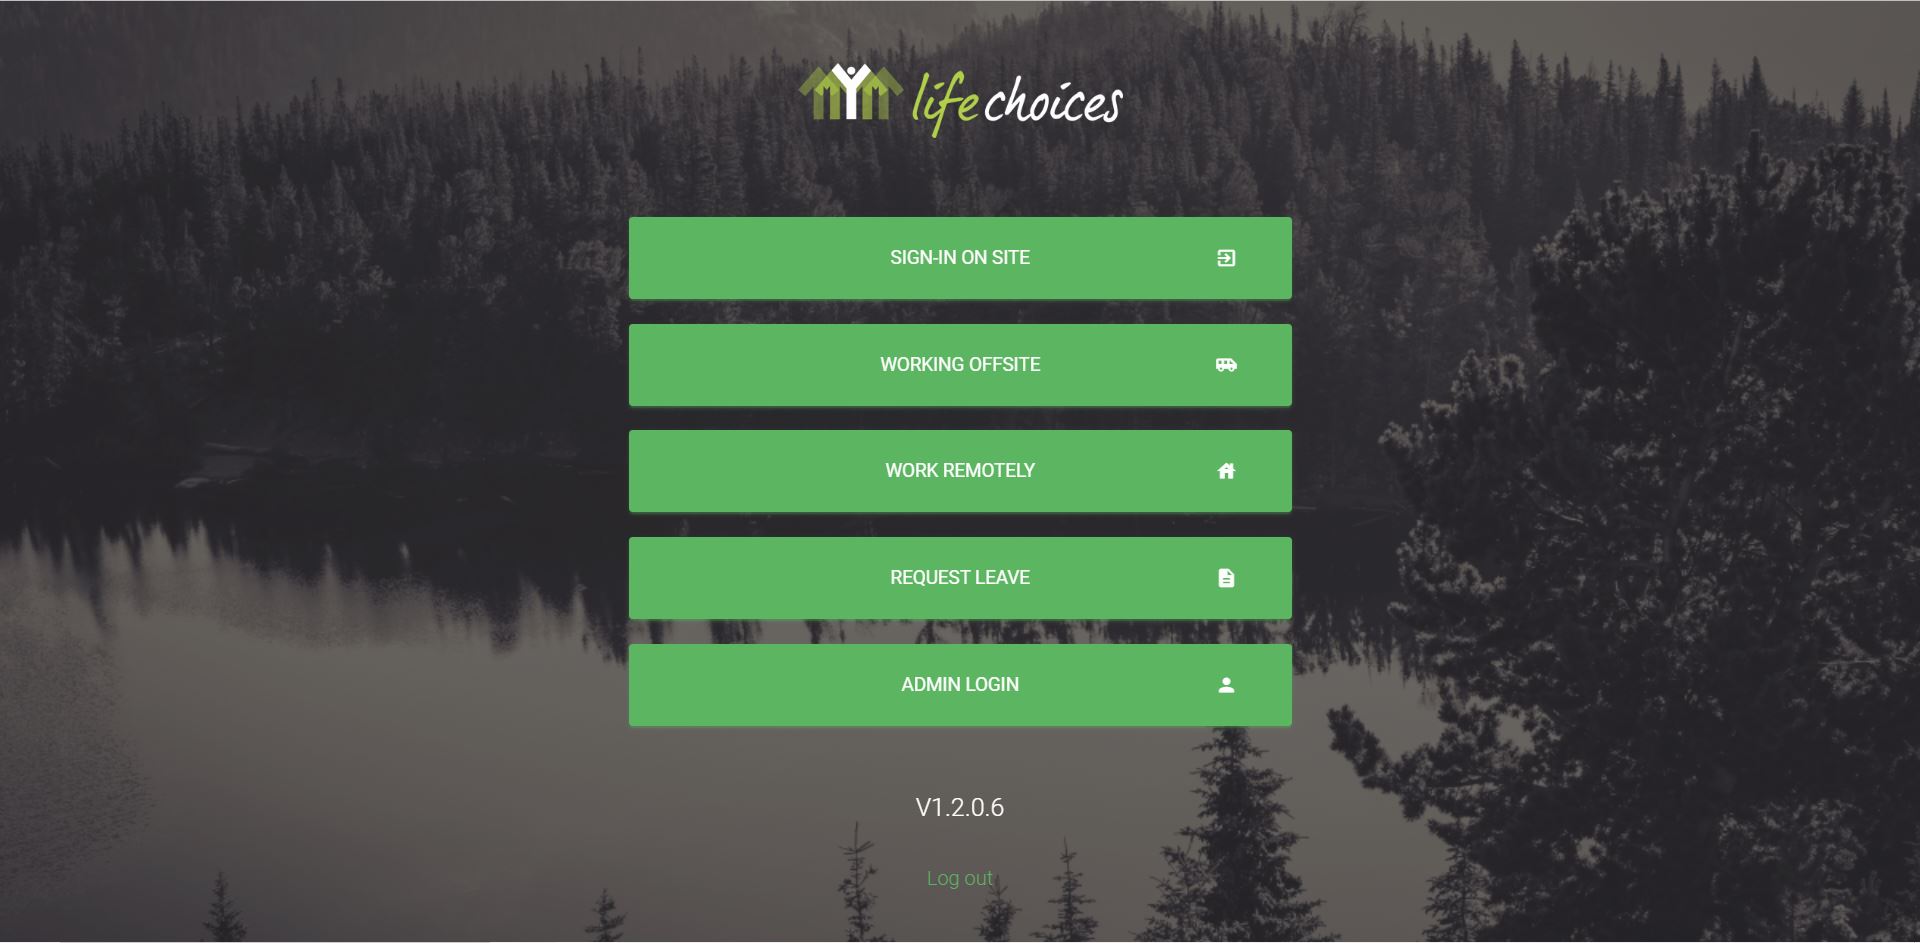 life choices
SIGN-IN ON SITE
WORKING OFFSITE
WORK REMOTELY
REQUEST LEAVE
ADMIN LOGIN
V1.2.0.6
Log out